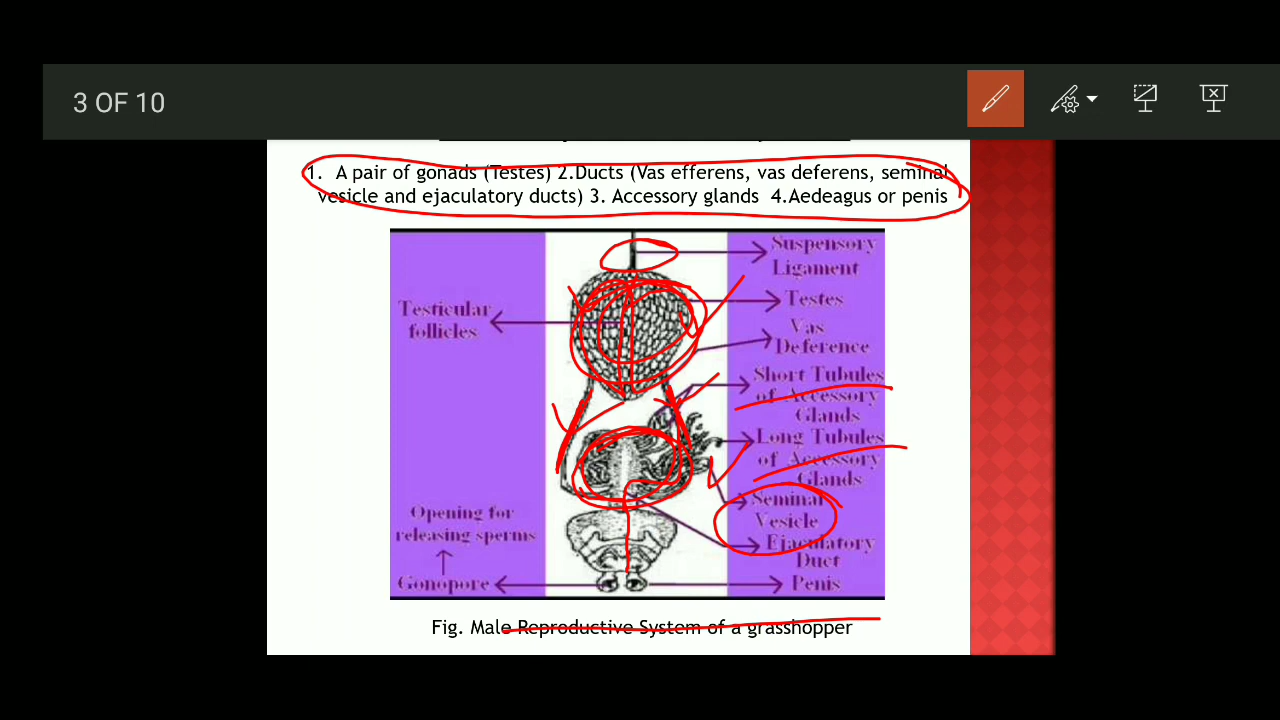 3 OF 10
1. A pair of gonads (Testes) 2.Ducts (Vas efferens, vas deferens, seminal
vesicle and ejaculatory ducts) 3. Accessory glands 4.Aedeagus or penis
Suspensory
Ligament
Testicular
follicles
Testes
Vas
Deference
Short Tubules
of Accessory
Glands
Long Tubules
of Accessory
Glands
Seminal
Vesicle
Opening for
releasing sperms
Ejaculatory
Duct
Gonopore
Penis
Fig. Male Reproductive System of a grasshopper